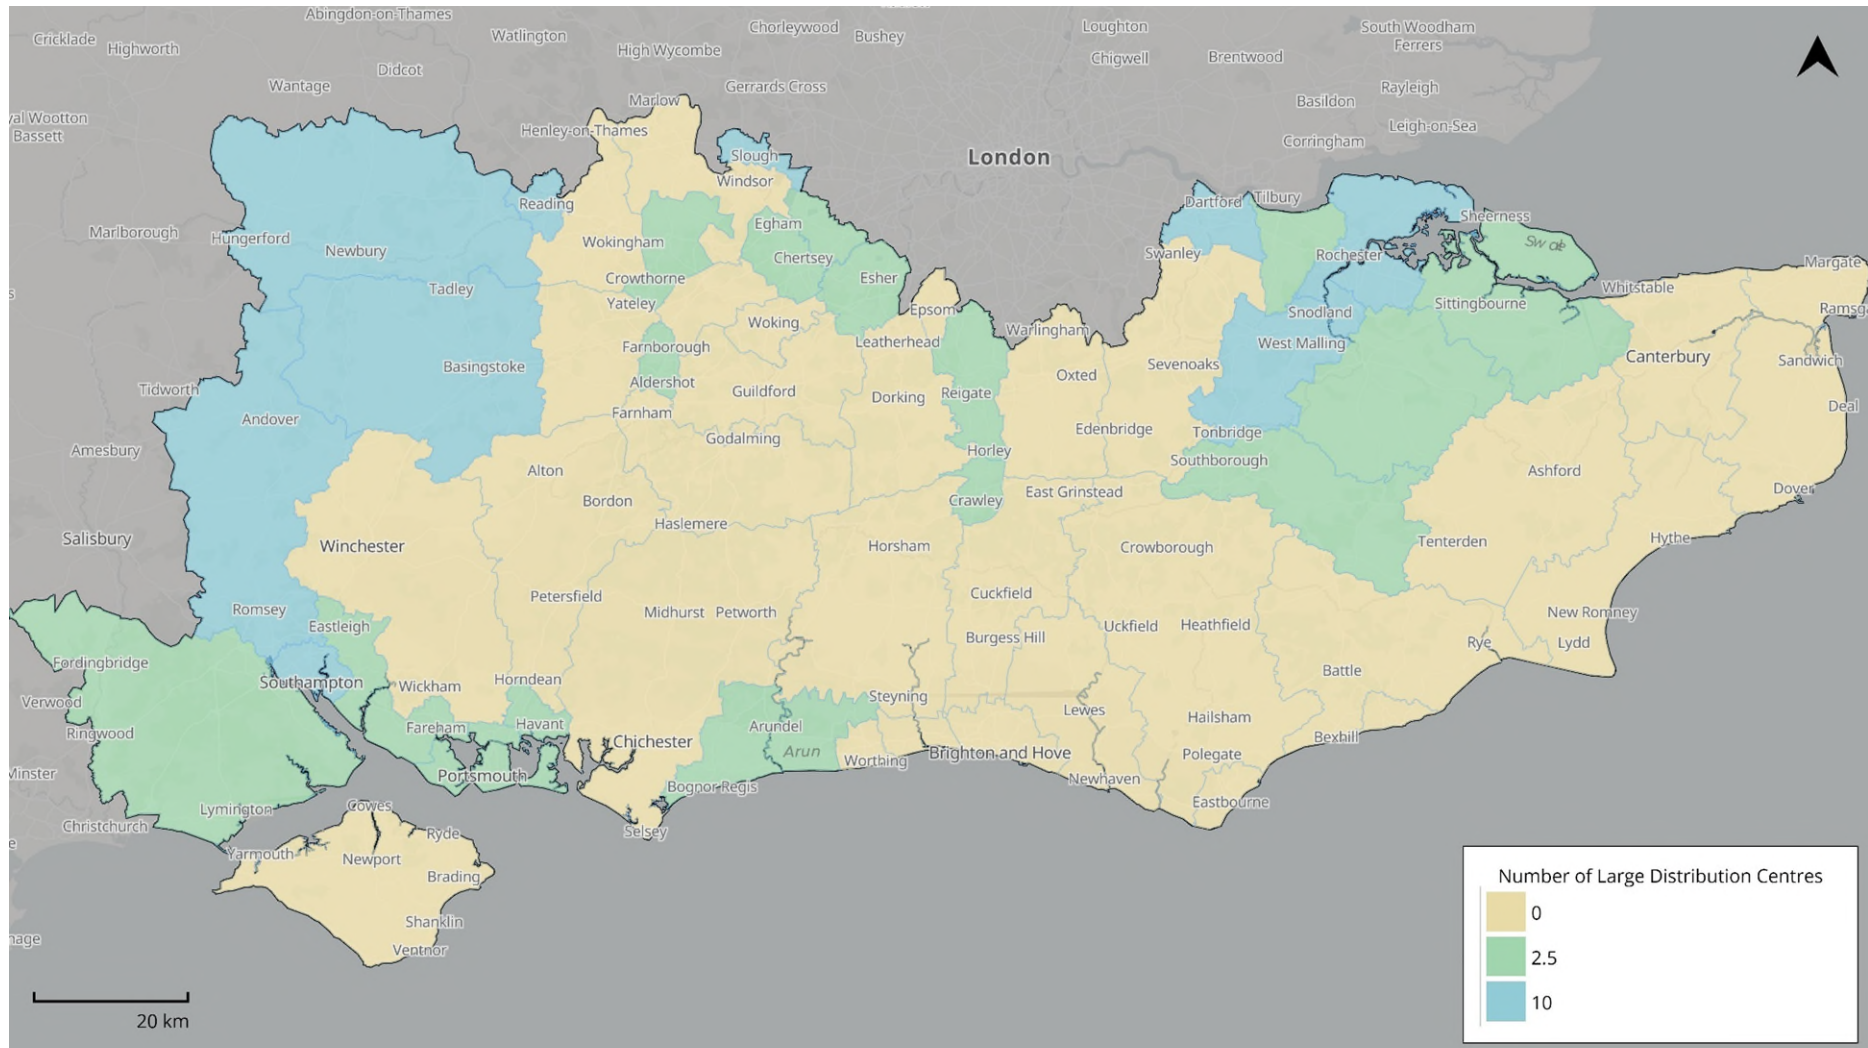 Abingdon-on-Thames
Cricklade
Highworth
Watlington
Chorleywood
Bushey
Loughton
South Woodham
Ferrers
High Wycombe
Chigwell
Brentwood
Didcot
Wantage
Gerrards Cross
Rayleigh
Basildon
Marlow
yal Wootton
Bassett
Henley-on-Thames
Leigh-on-Sea
Corringham
London
Slough
Windsor
Reading
Dartford
Tilbury
Sheerness
Marlborough
Hungerford
Newbury
Wokingham
Egham
Swale
Chertsey
Swanley
Rochester
Margate
Crowthorne
Esher
Tadley
Yateley
Whitstable
Sittingbourne
Epsom
Ramsg
Snodland
Woking
Warlingham
Leatherhead
West Malling
Farnborough
Canterbury
Sandwich
Basingstoke
Sevenoaks
Oxted
Tidworth
Aldershot
Guildford
Dorking
Reigate
Deal
Andover
Farnham
Edenbridge
Tonbridge
Godalming
Amesbury
Horley
Southborough
Alton
Ashford
Dover
Bordon
Crawley
East Grinstead
Haslemere
Salisbury
Winchester
Horsham
Crowborough
Tenterden
Hythe
Petersfield
Cuckfield
Romsey
Midhurst
Petworth
New Romney
Eastleigh
Uckfield
Heathfield
Burgess Hill
Rye
Lydd
Fordingbridge
Battle
Southampton
Wickham
Horndean
Steyning
Verwood
Lewes
Hailsham
Ringwood
Fareham
Havant
Arundel
Bexhill
Chichester
Arun
Worthing
Brighton and Hove
Polegate
Minster
Portsmouth
Bognor Regis
Newhaven
Eastbourne
Lymington
Cowes
Christchurch
Ryde
Selsey
Yarmouth
Newport
Brading
Shanklin
nage
Ventnor
Number of Large Distribution Centres
0
2.5
10
20 km